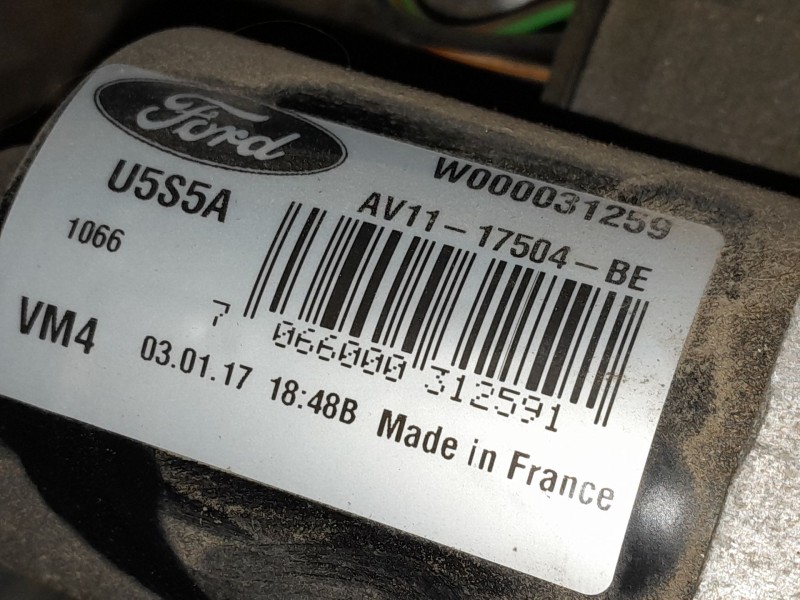 Ford
W000031259
U5S5A
AV11-17504-BE
1066
7 066000 312591
VM4
03.01.17 18:48B Made in France